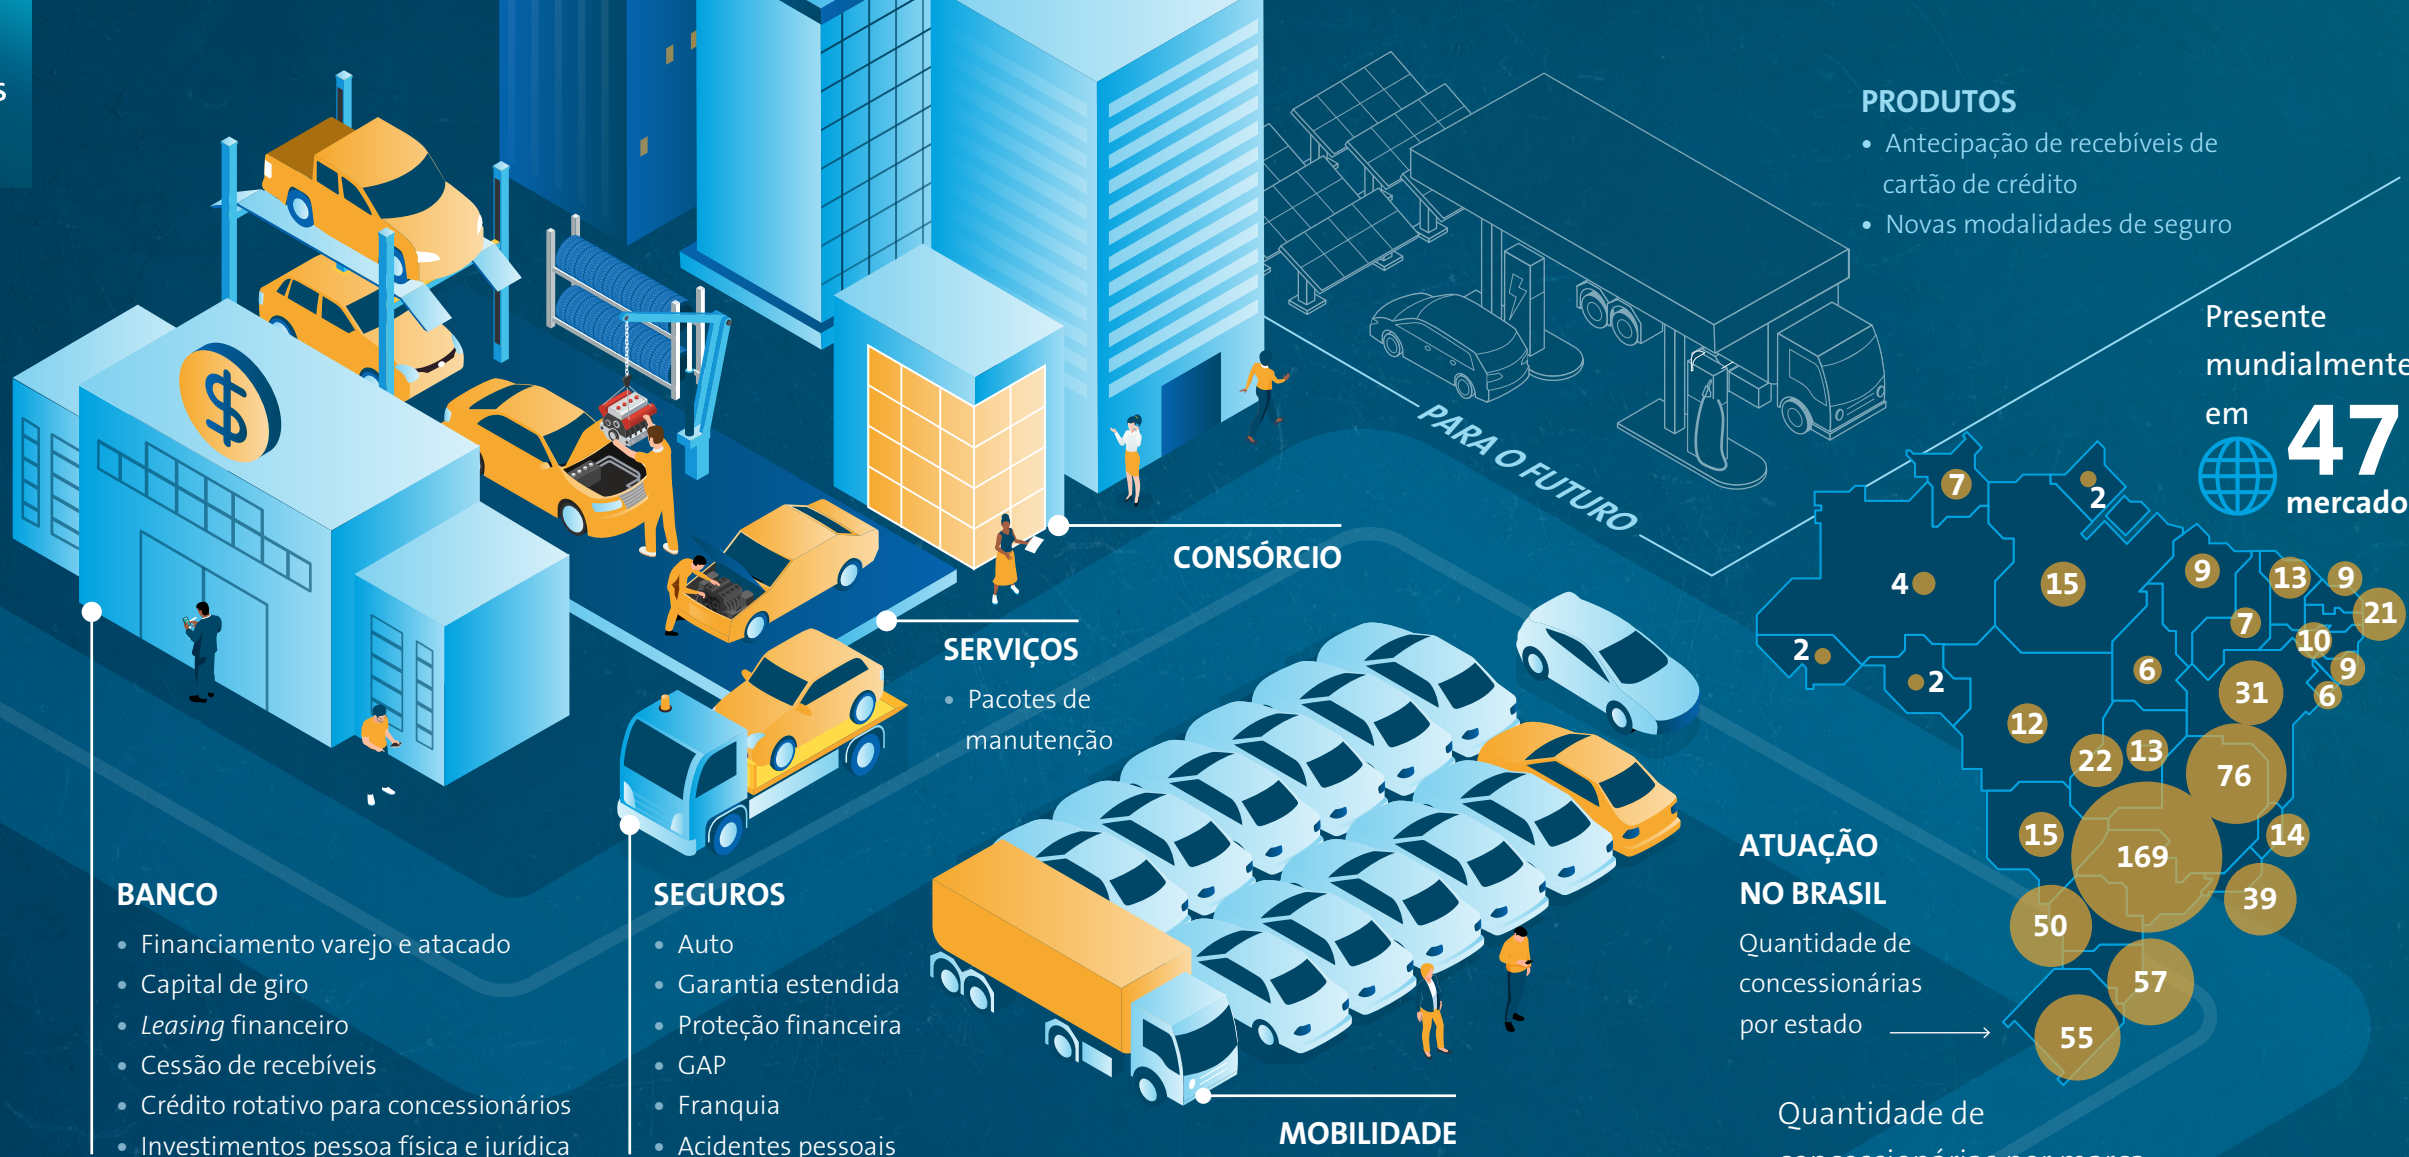 s
PRODUTOS
• Antecipação de recebíveis de
cartão de crédito
• Novas modalidades de seguro
PARA O FUTURO
Presente
mundialmente
em 47
mercado
CONSÓRCIO
SERVIÇOS
• Pacotes de
manutenção
BANCO
• Financiamento varejo e atacado
• Capital de giro
• Leasing financeiro
• Cessão de recebíveis
• Crédito rotativo para concessionários
• Investimentos pessoa física e jurídica
SEGUROS
• Auto
• Garantia estendida
• Proteção financeira
• GAP
• Franquia
• Acidentes pessoais
MOBILIDADE
ATUAÇÃO
NO BRASIL
Quantidade de
concessionárias
por estado
7
2
4
15
9
13
9
21
7
10
2
2
6
9
31
6
12
22
13
76
15
169
14
39
50
57
55
Quantidade de
concessionárias por marca